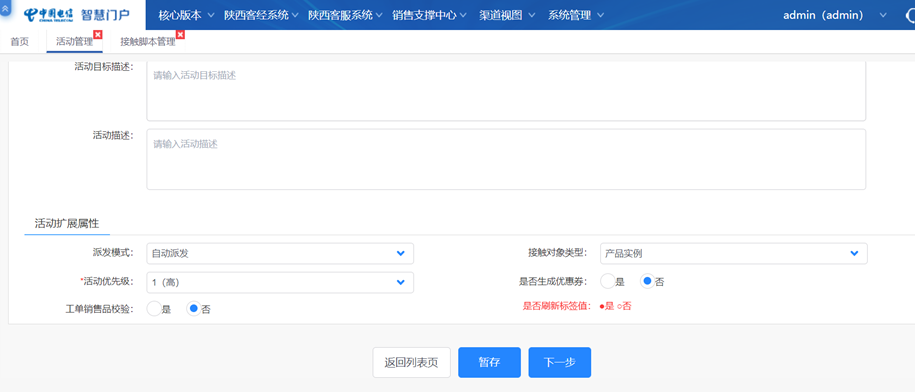 中国电信 智慧门户 核心版本 陕西客经系统 陕西客服系统 销售支撑中心 渠道视图 系统管理 admin（admin）
首页 活动管理 接触脚本管理
活动目标描述： 请输入活动目标描述
活动描述： 请输入活动描述
活动扩展属性
派发模式： 自动派发 接触对象类型： 产品实例
*活动优先级： 1（高） 是否生成优惠券： 是 否
工单销售品校验： 是 否 是否刷新标签值： ●是 ○否
返回列表页 暂存 下一步